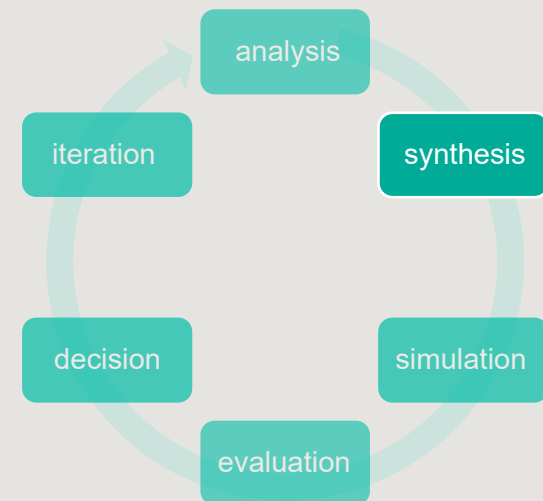 analysis
synthesis
simulation
evaluation
decision
iteration